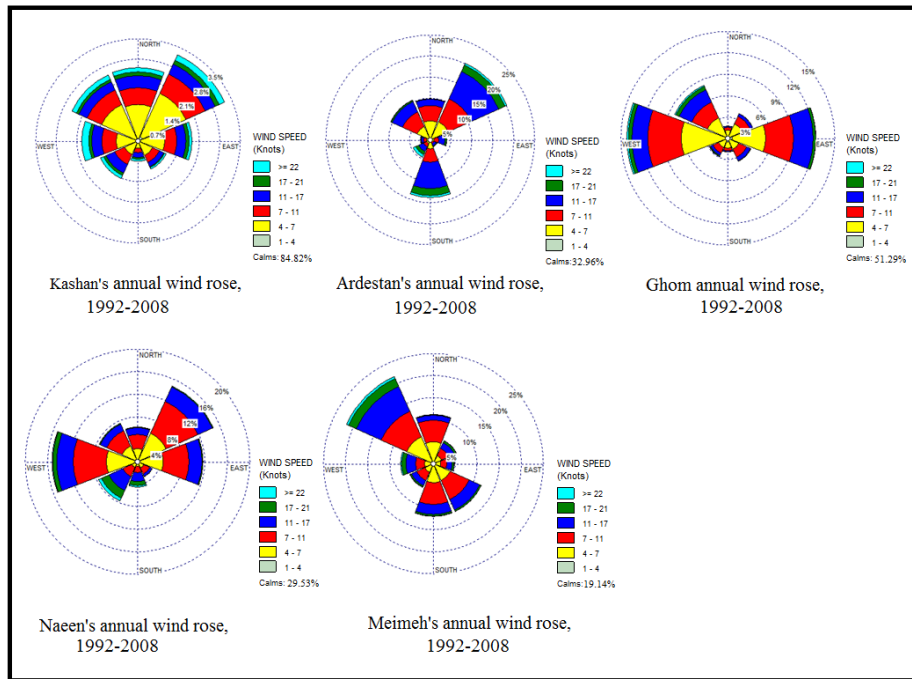 NORTH
3.5%
2.8%
2.1%
1.4%
0.7%
WEST
EAST
SOUTH
WIND SPEED
(Knots)
>= 22
17 - 21
11 - 17
7 - 11
4 - 7
1 - 4
Calms: 84.82%
Kashan's annual wind rose,
1992-2008
NORTH
25%
20%
15%
10%
5%
WEST
EAST
SOUTH
WIND SPEED
(Knots)
>= 22
17 - 21
11 - 17
7 - 11
4 - 7
1 - 4
Calms: 32.96%
Ardestan's annual wind rose,
1992-2008
NORTH
15%
12%
9%
6%
3%
WEST
EAST
SOUTH
WIND SPEED
(Knots)
>= 22
17 - 21
11 - 17
7 - 11
4 - 7
1 - 4
Calms: 51.29%
Ghom annual wind rose,
1992-2008
NORTH
20%
16%
12%
8%
4%
WEST
EAST
SOUTH
WIND SPEED
(Knots)
>= 22
17 - 21
11 - 17
7 - 11
4 - 7
1 - 4
Calms: 29.53%
Naeen's annual wind rose,
1992-2008
NORTH
25%
20%
15%
10%
5%
WEST
EAST
SOUTH
WIND SPEED
(Knots)
>= 22
17 - 21
11 - 17
7 - 11
4 - 7
1 - 4
Calms: 19.14%
Meimeh's annual wind rose,
1992-2008